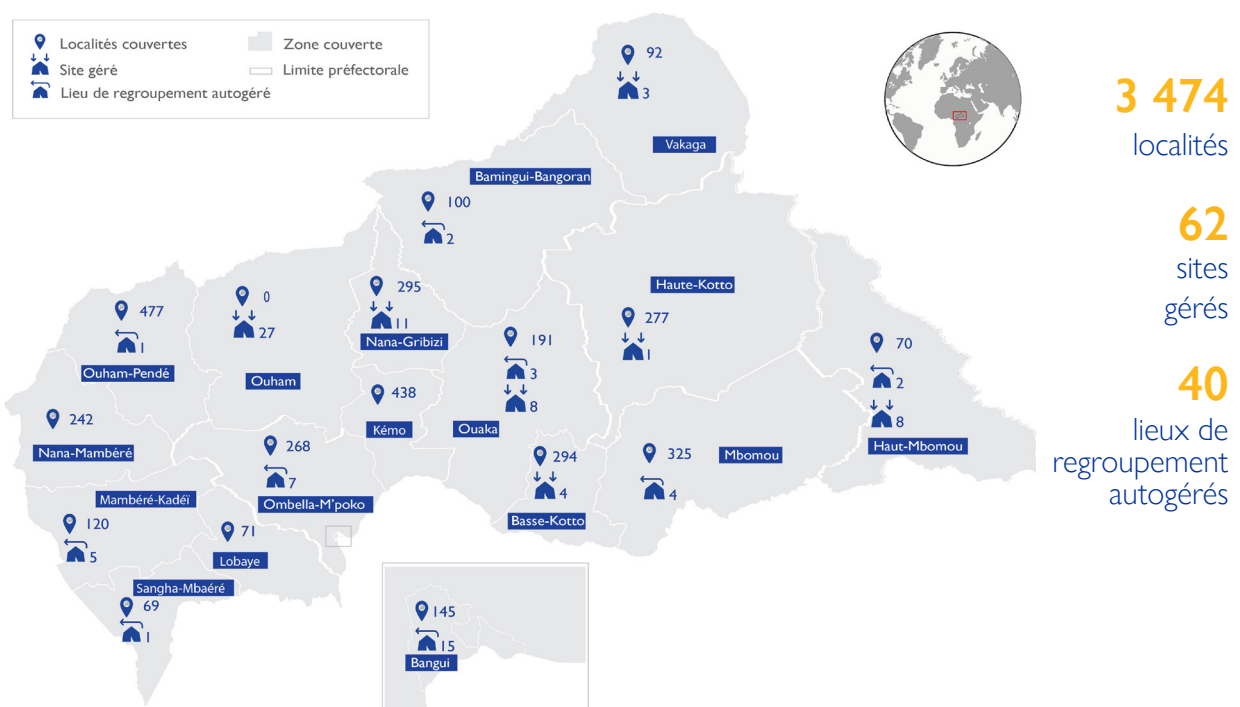 Localités couvertes
Zone couverte
Site géré
Limite préfectorale
Lieu de regroupement autogéré
92
3
Vakaga
Bamingui-Bangoran
100
2
Haute-Kotto
277
1
477
1
Ouham-Pendé
0
27
Ouham
295
11
Nana-Gribizi
191
3
8
Ouaka
70
2
8
Haut-Mbomou
242
Nana-Mambéré
438
Kémo
268
7
Ombella-M'poko
294
4
Basse-Kotto
325
4
Mbomou
Mambéré-Kadéï
120
5
71
Lobaye
Sangha-Mbaéré
69
1
145
15
Bangui
3 474
localités
62
sites
gérés
40
lieux de
regroupement
autogérés